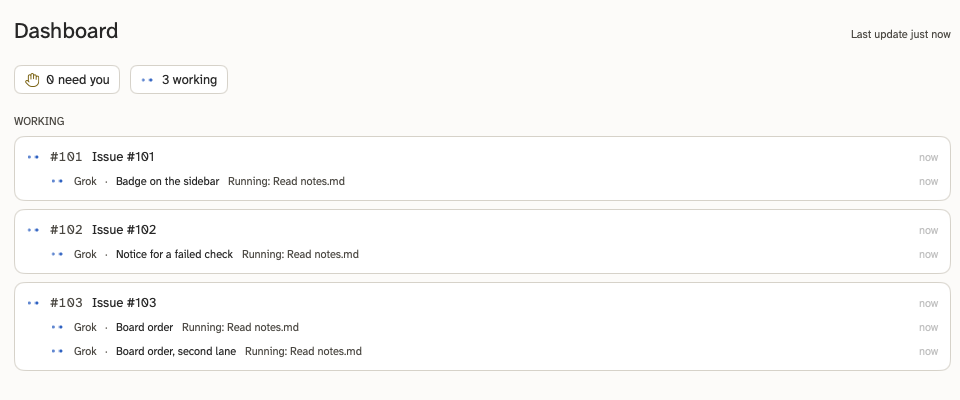 Dashboard
Last update just now
0 need you
3 working
WORKING
#101 Issue #101 now
Grok · Badge on the sidebar Running: Read notes.md now
#102 Issue #102 now
Grok · Notice for a failed check Running: Read notes.md now
#103 Issue #103 now
Grok · Board order Running: Read notes.md now
Grok · Board order, second lane Running: Read notes.md now